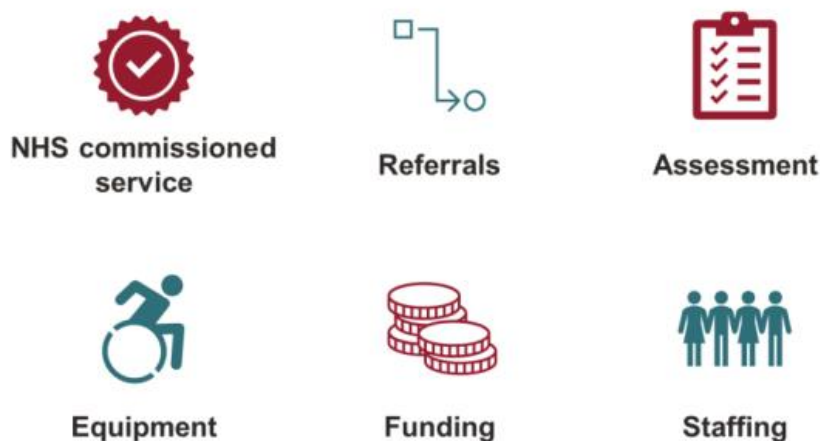 NHS commissioned
service
Referrals
Assessment
Equipment
Funding
Staffing